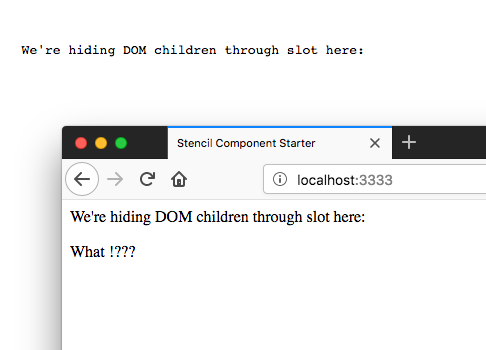 We're hiding DOM children through slot here:
Stencil Component Starter
localhost:3333
We're hiding DOM children through slot here:
What !???